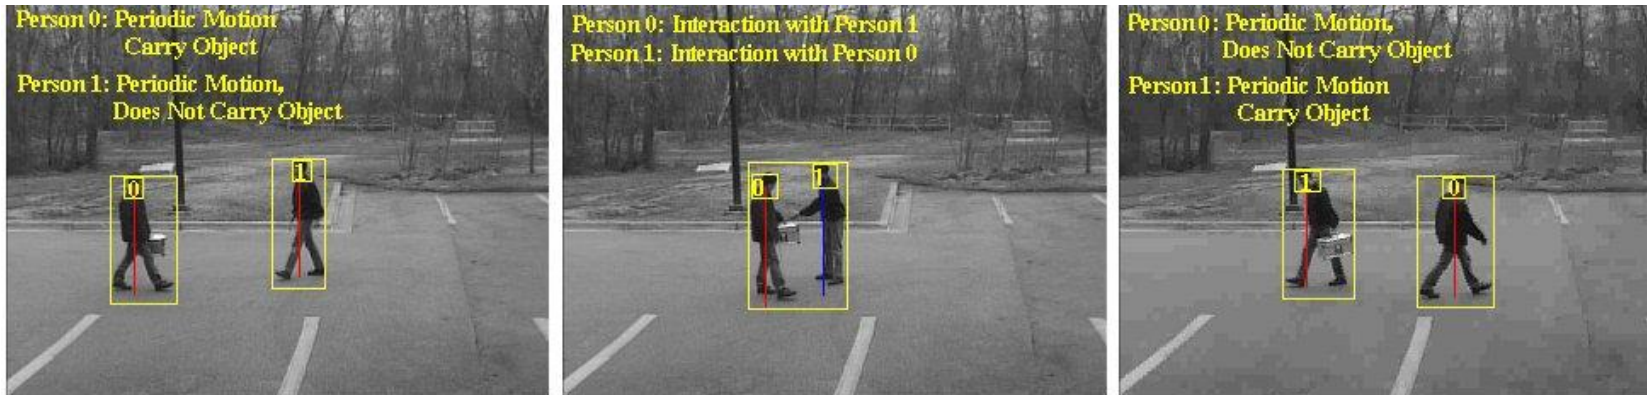 Person 0: Periodic Motion
Carry Object
Person 1: Periodic Motion,
Does Not Carry Object
0
1
Person 0: Interaction with Person 1
Person 1: Interaction with Person 0
0
1
Person 0: Periodic Motion,
Does Not Carry Object
Person 1: Periodic Motion
Carry Object
1
0